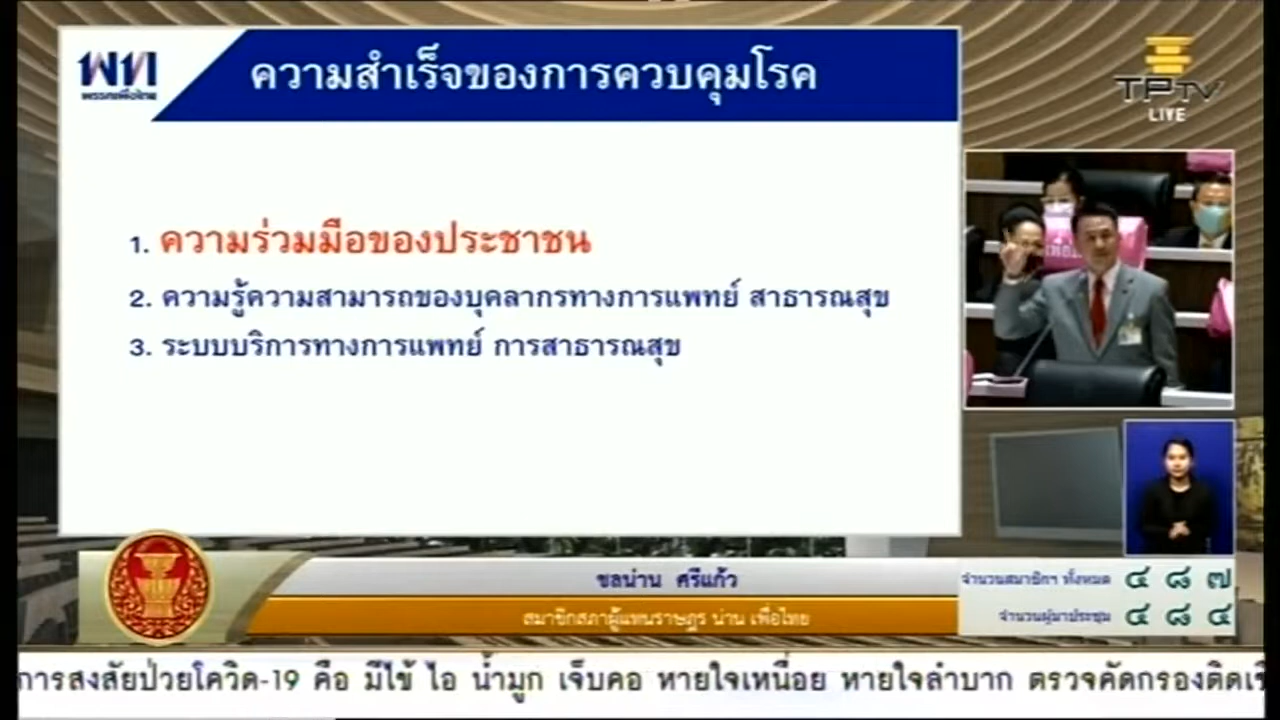 พท
พรรคเพื่อไทย
ความสำเร็จของการควบคุมโรค
TPTV
LIVE
1. ความร่วมมือของประชาชน
2. ความรู้ความสามารถของบุคลากรทางการแพทย์ สาธารณสุข
3. ระบบบริการทางการแพทย์ การสาธารณสุข
ชลน่าน ศรีแก้ว
สมาชิกสภาผู้แทนราษฎร น่าน เพื่อไทย
จำนวนสมาชิกฯ ทั้งหมด ๔ ๘ ๗
จำนวนผู้มาประชุม ๔ ๘ ๔
การสงสัยป่วยโควิด-19 คือ มีไข้ ไอ น้ำมูก เจ็บคอ หายใจเหนื่อย หายใจลำบาก ตรวจคัดกรองติดเชื